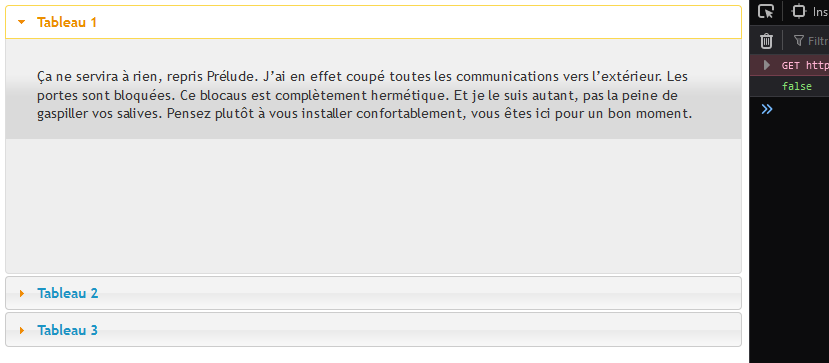 Tableau 1
Ça ne servira à rien, repris Prélude. J’ai en effet coupé toutes les communications vers l’extérieur. Les
portes sont bloquées. Ce blocaus est complètement hermétique. Et je le suis autant, pas la peine de
gaspiller vos salives. Pensez plutôt à vous installer confortablement, vous êtes ici pour un bon moment.
Tableau 2
Tableau 3
Ins
Filtr
GET http
false